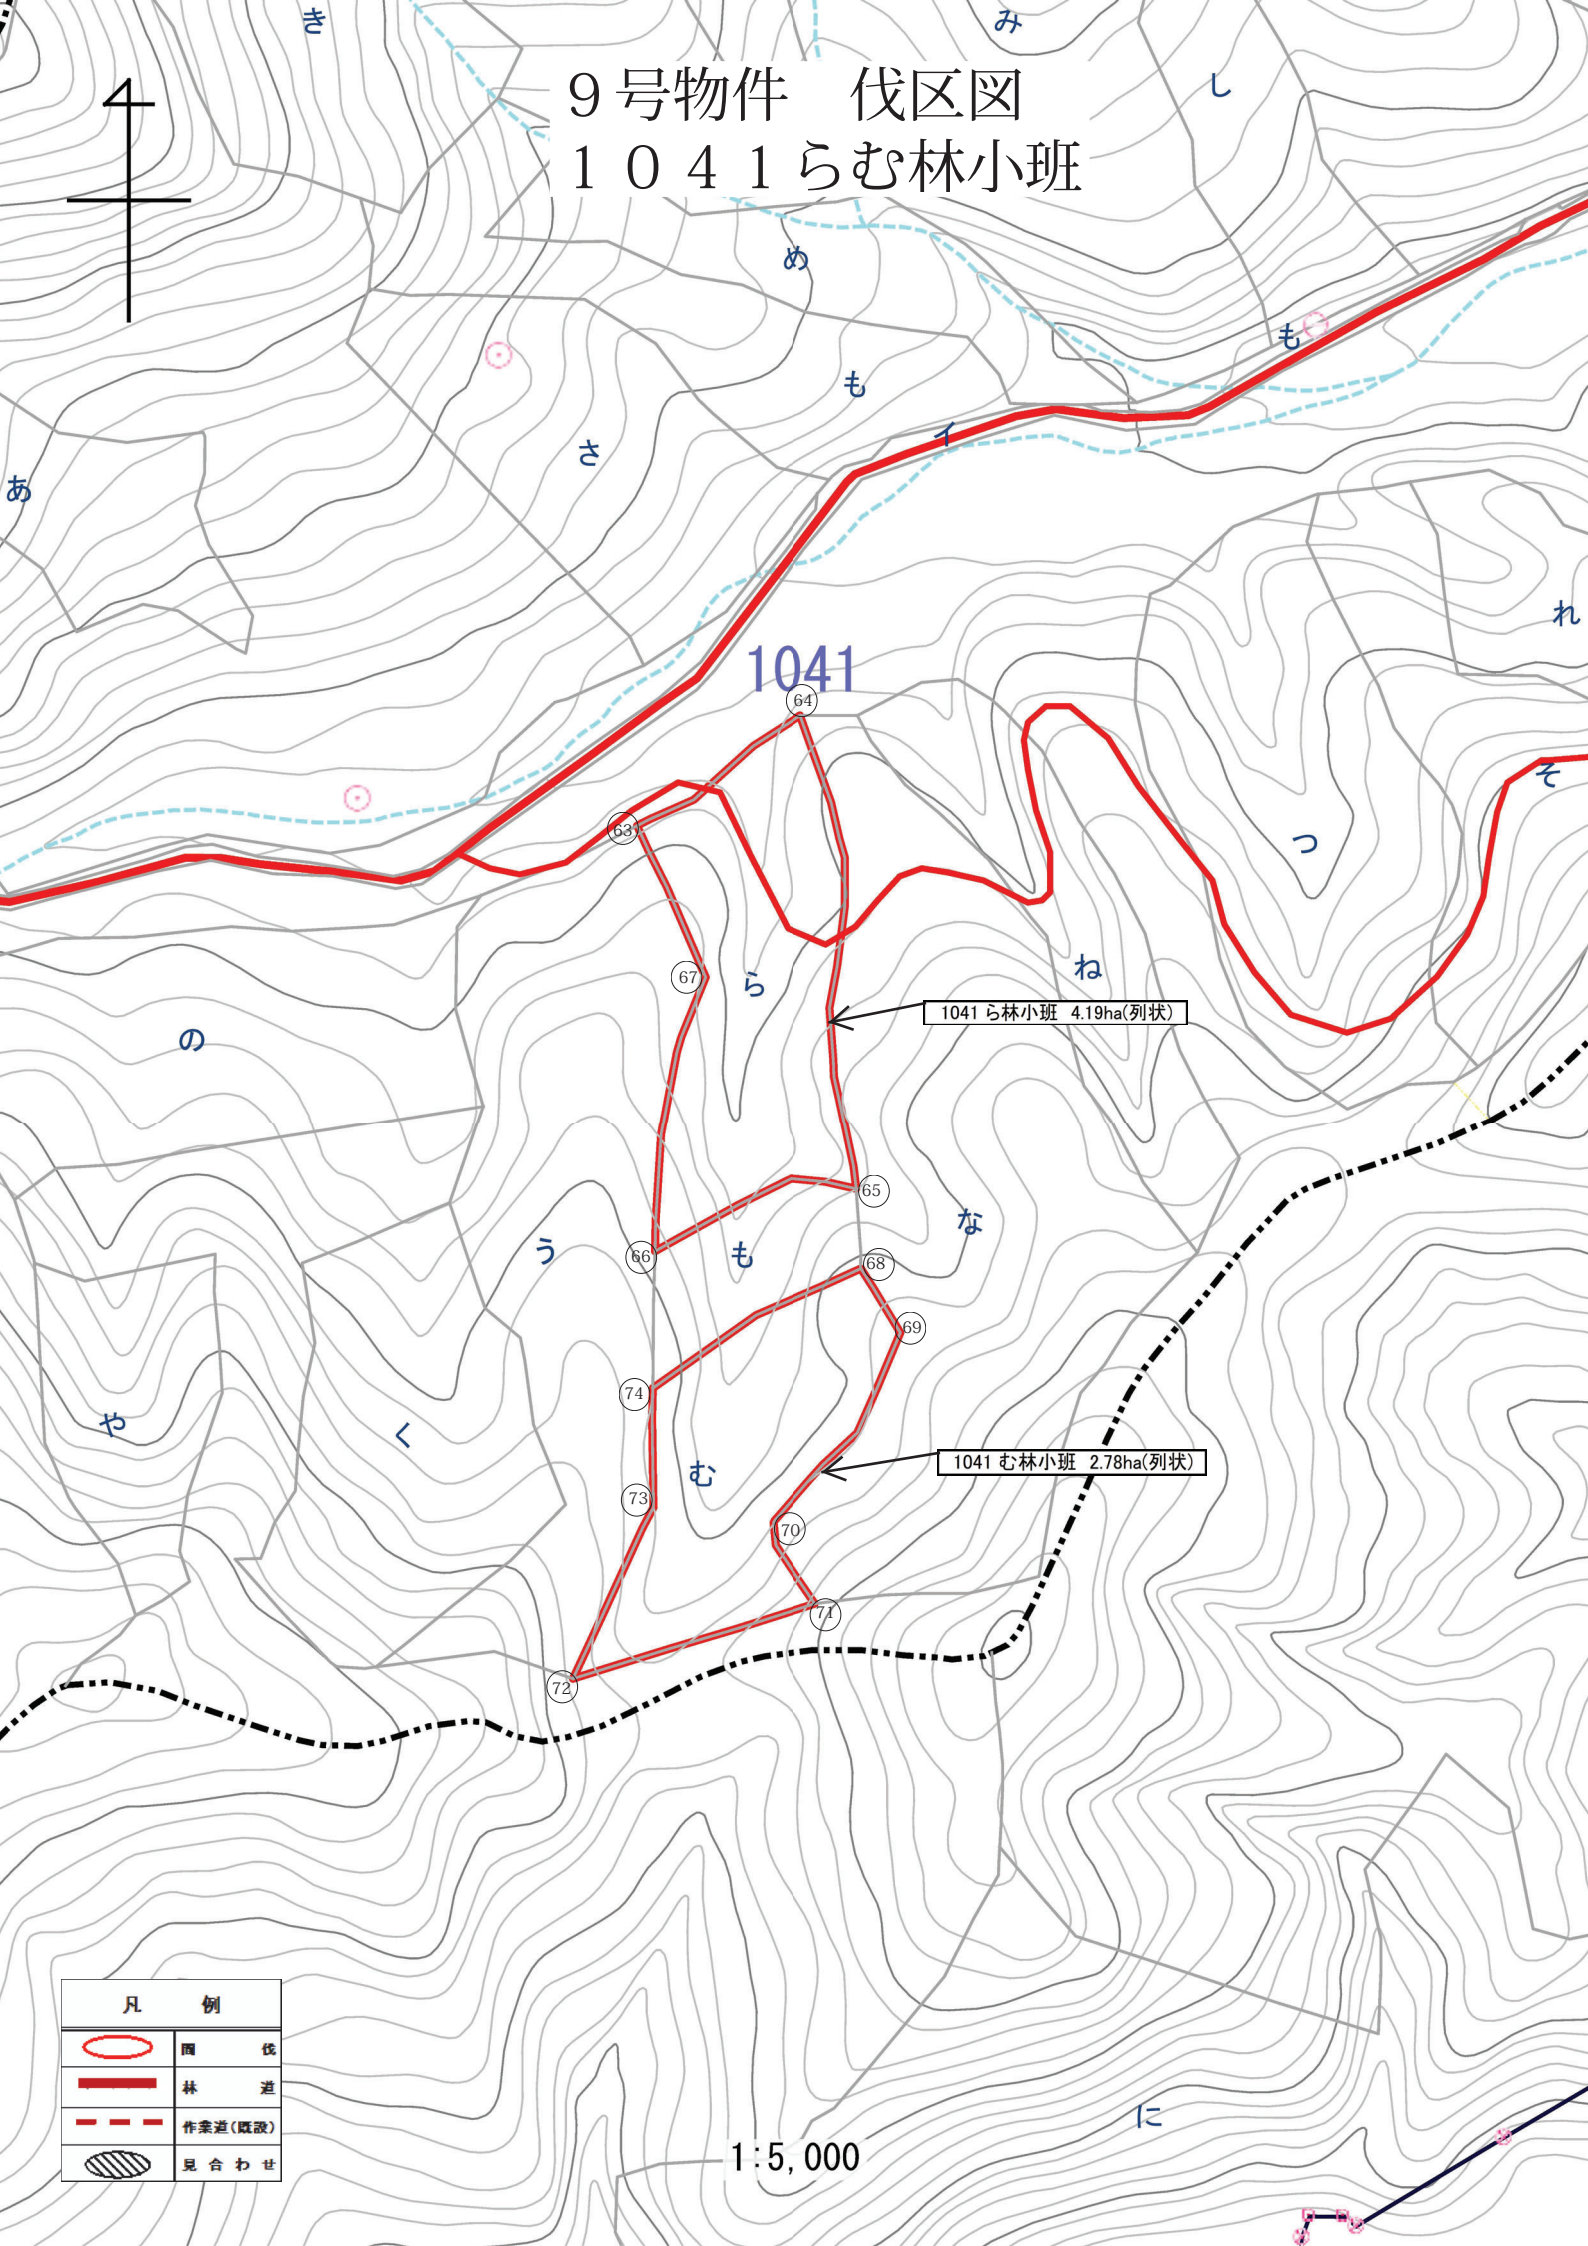 き
み
し
９号物件　伐区図
１０４１らむ林小班
め
も
も
イ
さ
あ
れ
1041
64
そ
63
つ
67
ら
ね
1041 ら林小班 4.19ha(列状)
の
65
な
う
66
も
68
69
74
や
く
1041 む林小班 2.78ha(列状)
む
73
70
71
72
凡　例
間　伐
林　道
作業道(既設)
見合わせ
に
1:5,000